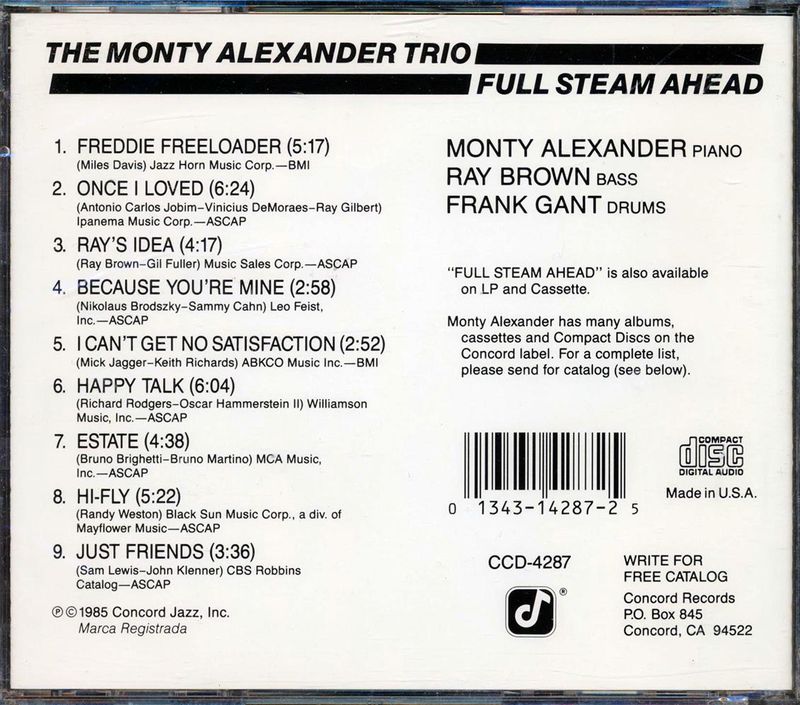 THE MONTY ALEXANDER TRIO
FULL STEAM AHEAD
1. FREDDIE FREELOADER (5:17)
(Miles Davis) Jazz Horn Music Corp.—BMI
2. ONCE I LOVED (6:24)
(Antonio Carlos Jobim–Vinicius DeMoraes–Ray Gilbert)
Ipanema Music Corp.—ASCAP
3. RAY'S IDEA (4:17)
(Ray Brown–Gil Fuller) Music Sales Corp.—ASCAP
4. BECAUSE YOU'RE MINE (2:58)
(Nikolaus Brodszky–Sammy Cahn) Leo Feist,
Inc.—ASCAP
5. I CAN'T GET NO SATISFACTION (2:52)
(Mick Jagger–Keith Richards) ABKCO Music Inc.—BMI
6. HAPPY TALK (6:04)
(Richard Rodgers–Oscar Hammerstein II) Williamson
Music, Inc.—ASCAP
7. ESTATE (4:38)
(Bruno Brighetti–Bruno Martino) MCA Music,
Inc.—ASCAP
8. HI-FLY (5:22)
(Randy Weston) Black Sun Music Corp., a div. of
Mayflower Music—ASCAP
9. JUST FRIENDS (3:36)
(Sam Lewis–John Klenner) CBS Robbins
Catalog—ASCAP
℗©1985 Concord Jazz, Inc.
Marca Registrada
MONTY ALEXANDER PIANO
RAY BROWN BASS
FRANK GANT DRUMS
"FULL STEAM AHEAD" is also available
on LP and Cassette.
Monty Alexander has many albums,
cassettes and Compact Discs on the
Concord label. For a complete list,
please send for catalog (see below).
0 1343-14287-2 5
COMPACT
disc
DIGITAL AUDIO
Made in U.S.A.
CCD-4287
®
WRITE FOR
FREE CATALOG
Concord Records
P.O. Box 845
Concord, CA 94522